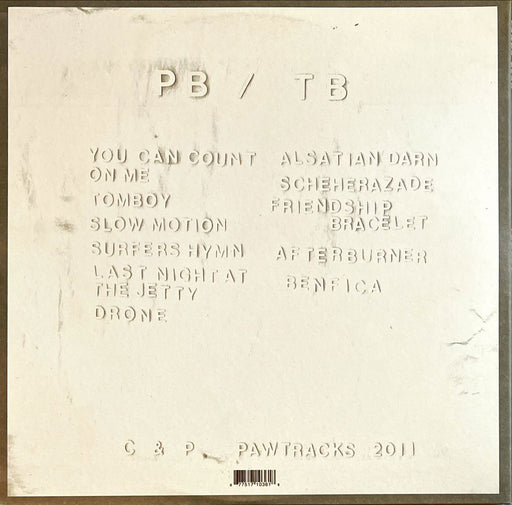 PB / TB
YOU CAN COUNT
ON ME
TOMBOY
SLOW MOTION
SURFERS HYMN
LAST NIGHT AT
THE JETTY
DRONE
ALSATIAN DARN
SCHEHERAZADE
FRIENDSHIP
BRACELET
AFTERBURNER
BENFICA
C & P PAWTRACKS 2011